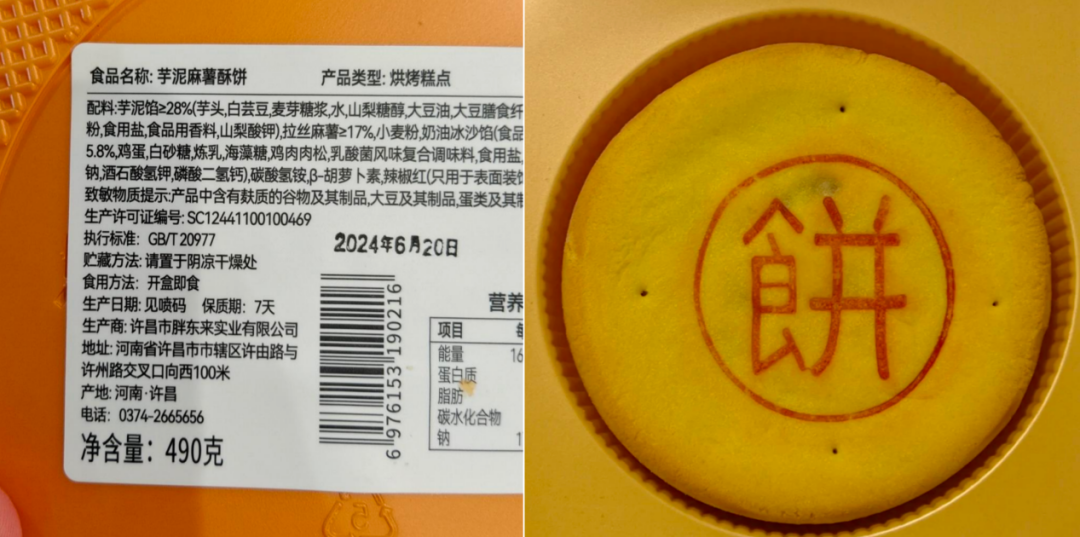 食品名称: 芋泥麻薯酥饼 产品类型: 烘烤糕点
配料:芋泥馅≥28%(芋头,白芸豆,麦芽糖浆,水,山梨糖醇,大豆油,大豆膳食纤
粉,食用盐,食品用香料,山梨酸钾),拉丝麻薯≥17%,小麦粉,奶油冰沙馅(食品
5.8%,鸡蛋,白砂糖,炼乳,海藻糖,鸡肉肉松,乳酸菌风味复合调味料,食用盐,
钠,酒石酸氢钾,磷酸二氢钙),碳酸氢铵,β-胡萝卜素,辣椒红(只用于表面装饰
致敏物质提示:产品中含有麸质的谷物及其制品,大豆及其制品,蛋类及其制
生产许可证编号: SC12441100100469
执行标准: GB/T 20977
2024年6月20日
贮藏方法: 请置于阴凉干燥处
食用方法: 开盒即食
生产日期: 见喷码 保质期: 7天
生产商: 许昌市胖东来实业有限公司
地址: 河南省许昌市市辖区许由路与
许州路交叉口向西100米
产地: 河南·许昌
电话: 0374-2665656
净含量: 490克
6 976153 190216
营养
项目 每
能量 16
蛋白质
脂肪
碳水化合物
钠 1
5
餅